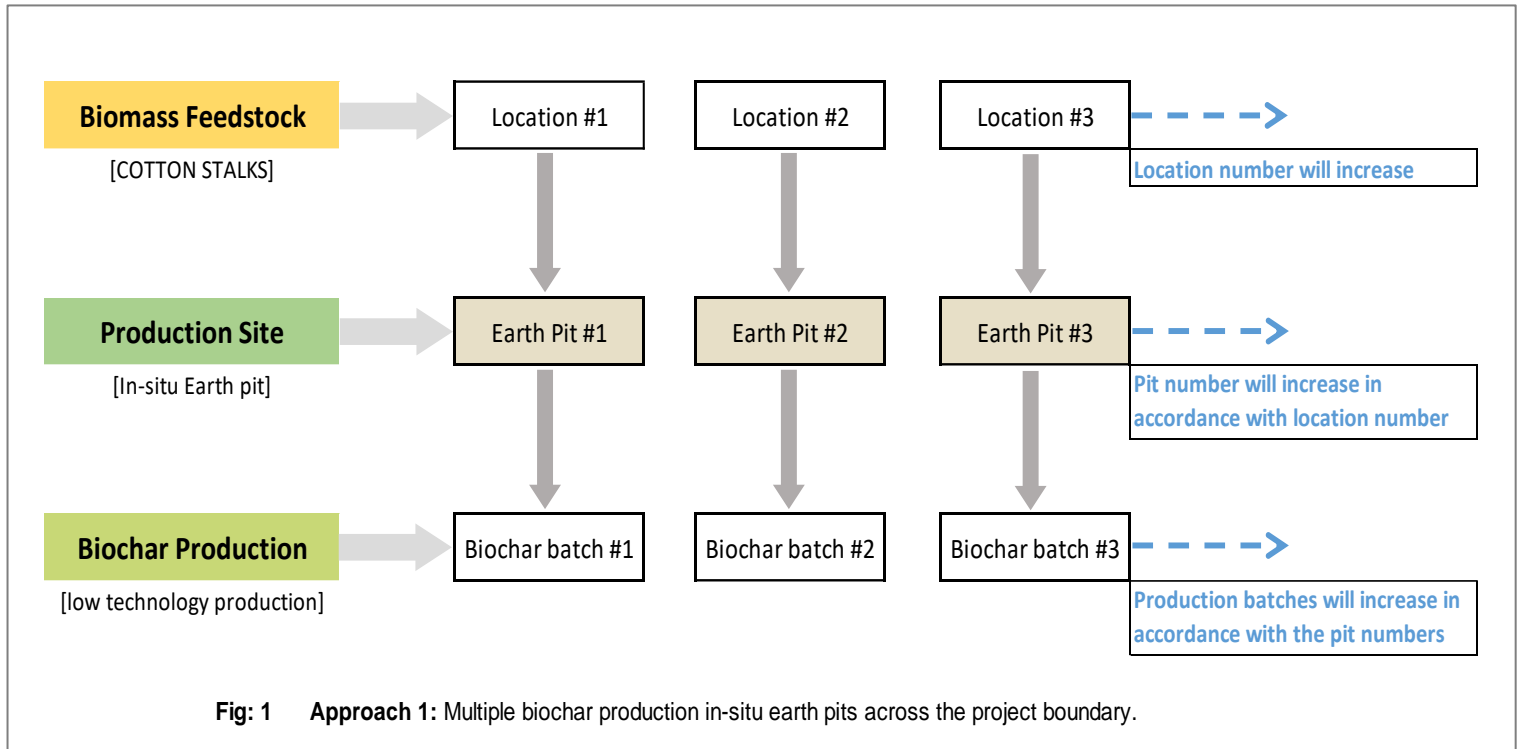 Biomass Feedstock
[COTTON STALKS]
Location #1
Location #2
Location #3
Location number will increase
Production Site
[In-situ Earth pit]
Earth Pit #1
Earth Pit #2
Earth Pit #3
Pit number will increase in
accordance with location number
Biochar Production
[low technology production]
Biochar batch #1
Biochar batch #2
Biochar batch #3
Production batches will increase in
accordance with the pit numbers
Fig: 1 Approach 1: Multiple biochar production in-situ earth pits across the project boundary.